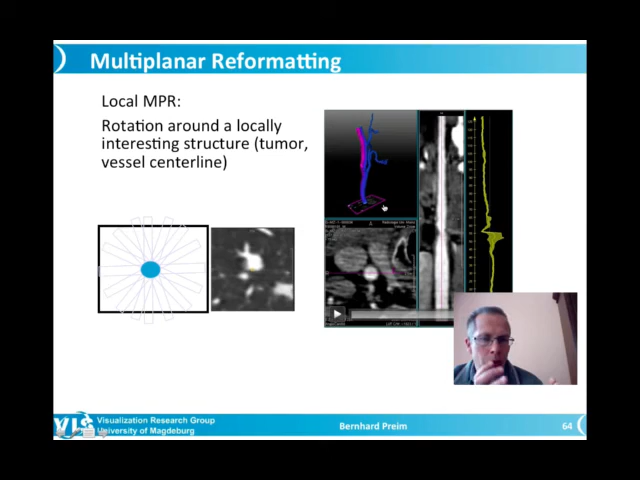 Multiplanar Reformatting
Local MPR:
Rotation around a locally
interesting structure (tumor,
vessel centerline)
VIS
Visualization Research Group
University of Magdeburg
Bernhard Preim
64